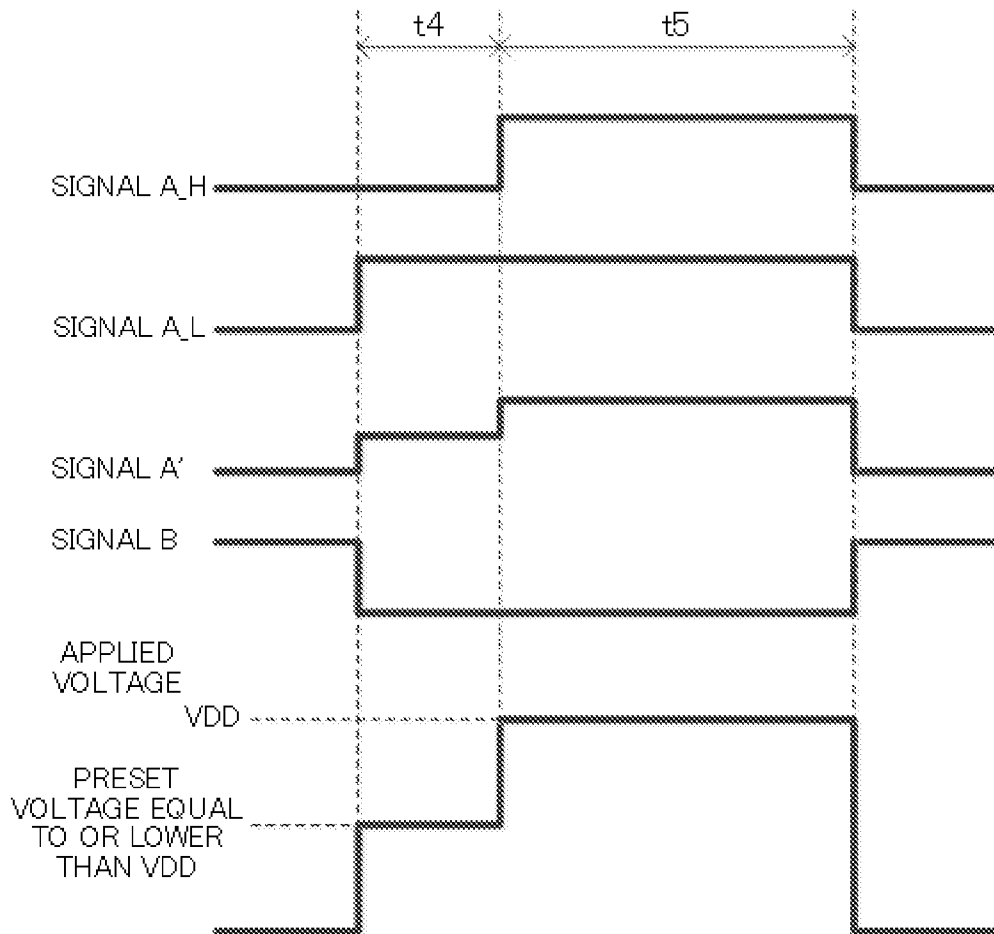 t4
t5
SIGNAL A_H
SIGNAL A_L
SIGNAL A'
SIGNAL B
APPLIED
VOLTAGE
VDD
PRESET
VOLTAGE EQUAL
TO OR LOWER
THAN VDD